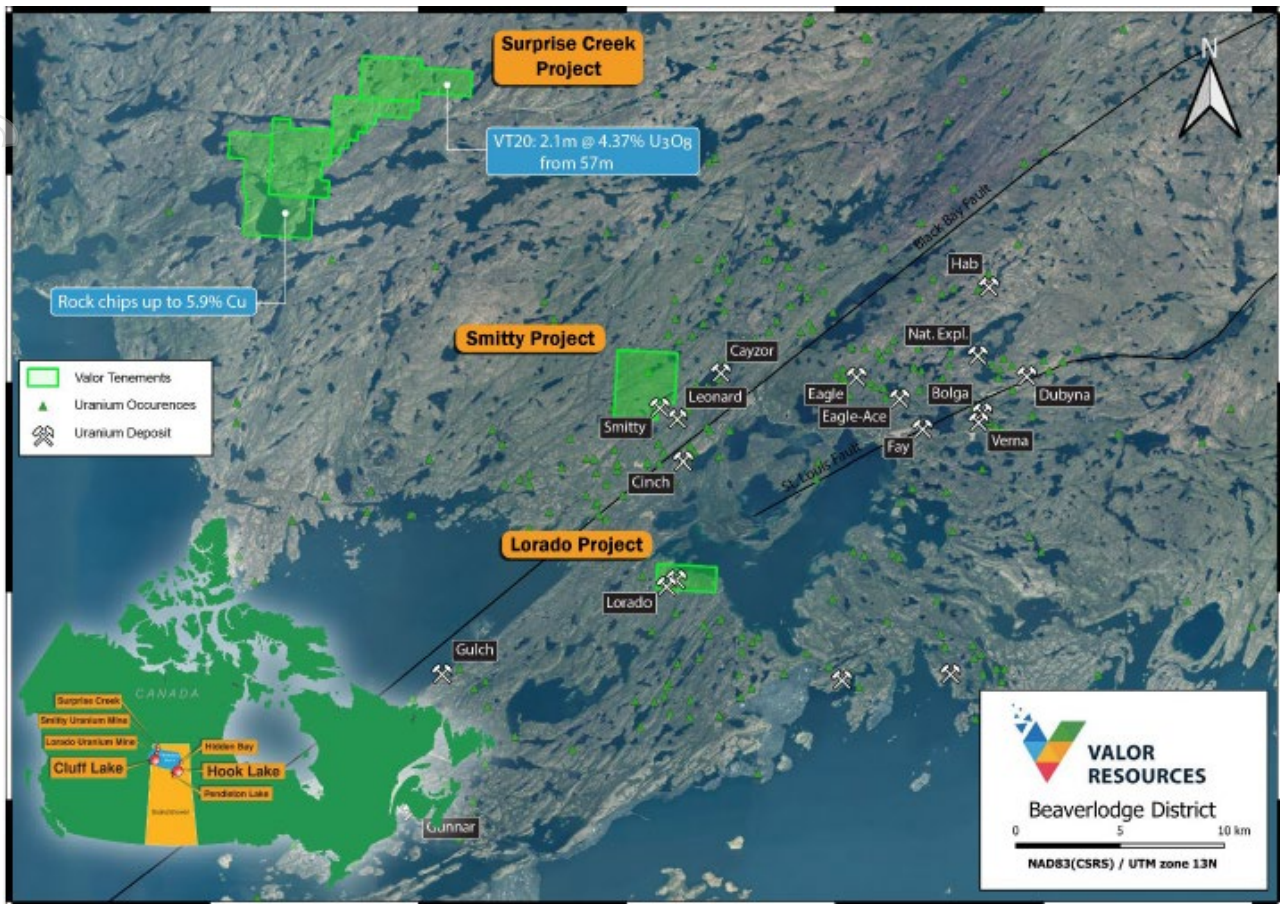 N
Surprise Creek
Project
VT20: 2.1m @ 4.37% U3O8
from 57m
Rock chips up to 5.9% Cu
Black Bay Fault
Hab
Smitty Project
Nat. Expl.
Cayzor
Valor Tenements
Uranium Occurences
Uranium Deposit
Leonard
Eagle
Bolga
Dubyna
Eagle-Ace
Smitty
Fay
Verna
St. Louis Fault
Cinch
Lorado Project
Lorado
Gulch
CANADA
Surprise Creek
Smitty Uranium Mine
Lorado Uranium Mine
Hidden Bay
Cluff Lake
Hook Lake
Pendleton Lake
Gunnar
VALOR
RESOURCES
Beaverlodge District
0 5 10 km
NAD83(CSRS) / UTM zone 13N